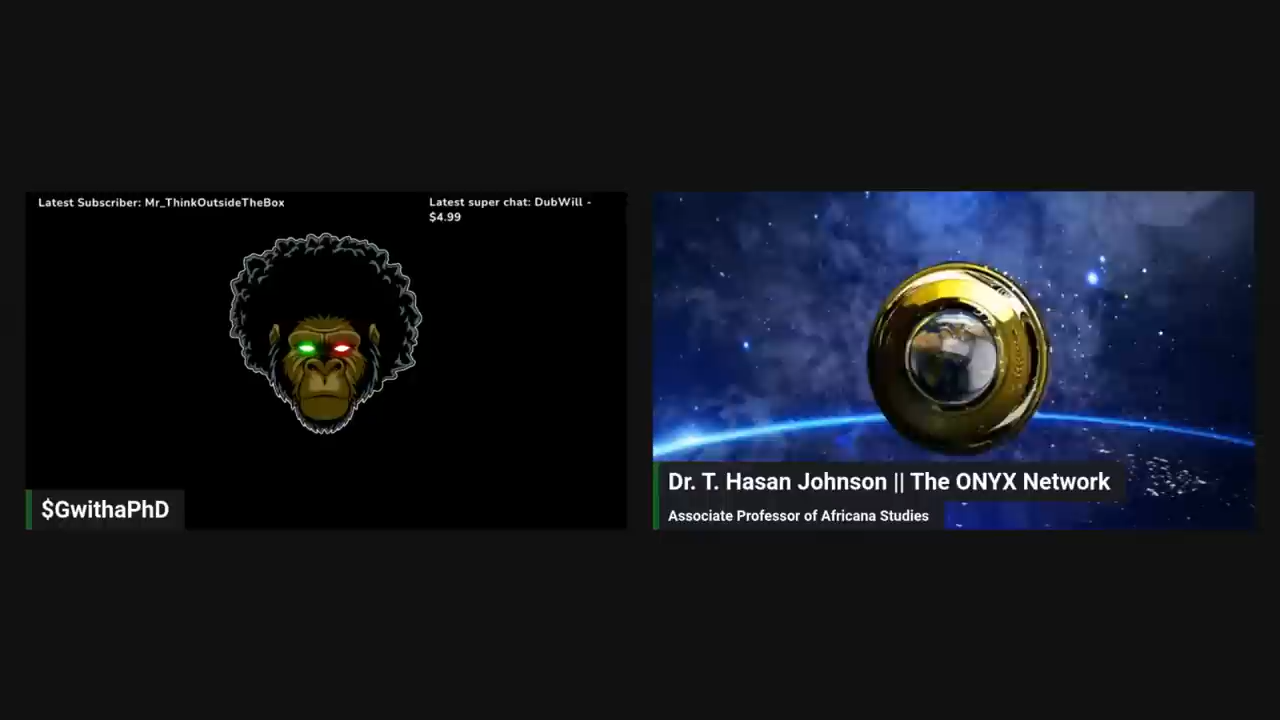 Latest Subscriber: Mr_ThinkOutsideTheBox
Latest super chat: DubWill -
$4.99
$GwithaPhD
Dr. T. Hasan Johnson || The ONYX Network
Associate Professor of Africana Studies